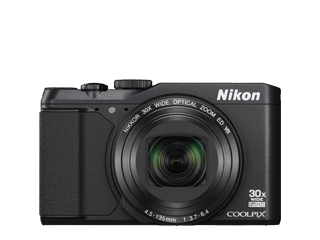 Nikon
NIKKOR 30X WIDE OPTICAL ZOOM ED VR
4.5-135mm 1:3.7-6.4
30x
WIDE
COOLPIX